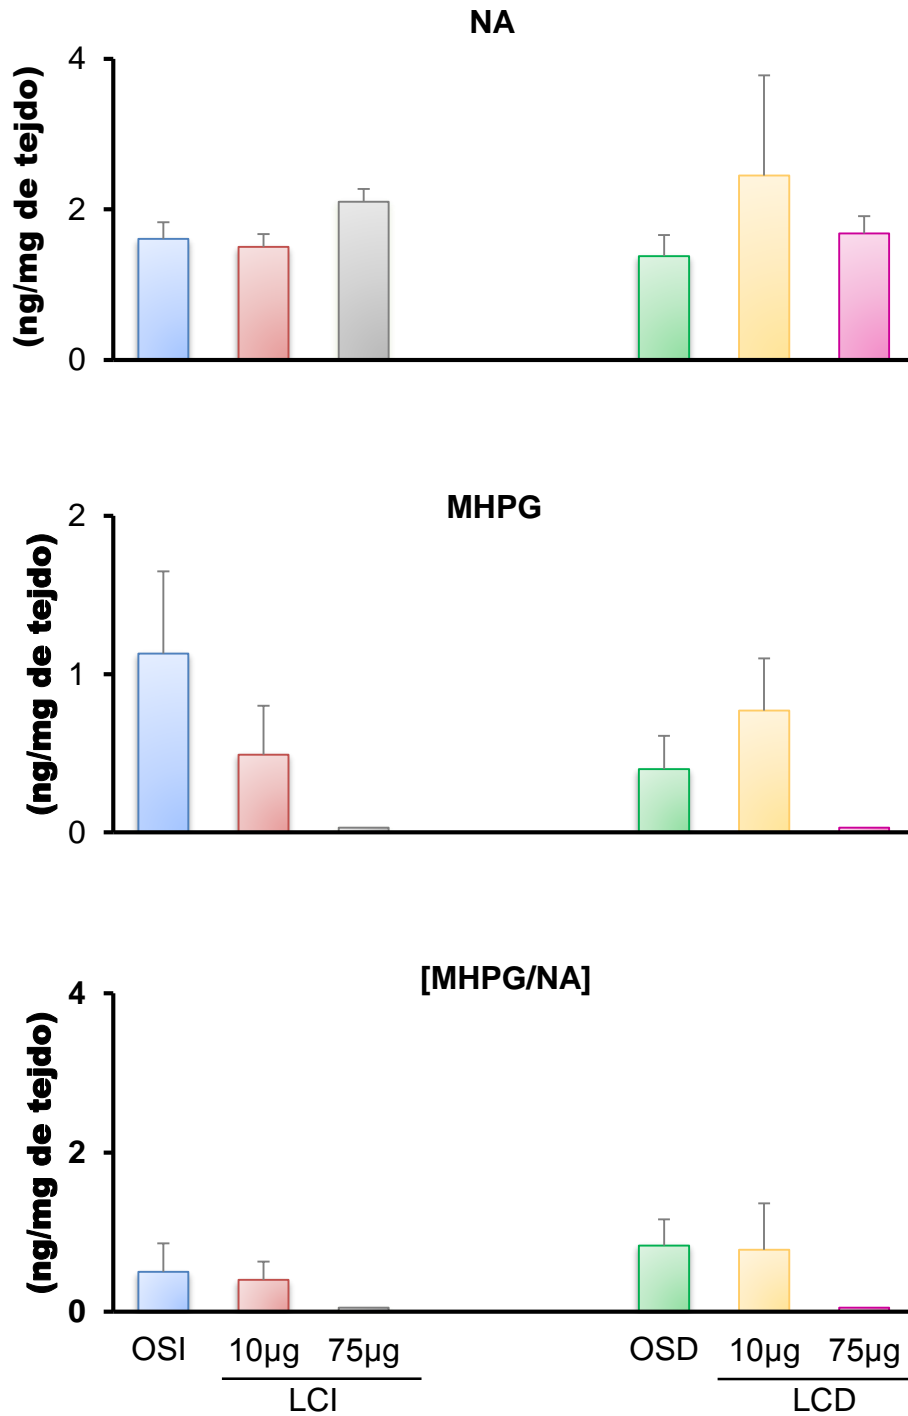 NA
(ng/mg de tejdo)
4
2
0
MHPG
(ng/mg de tejdo)
2
1
0
[MHPG/NA]
(ng/mg de tejdo)
4
2
0
OSI 10µg 75µg OSD 10µg 75µg
LCI LCD